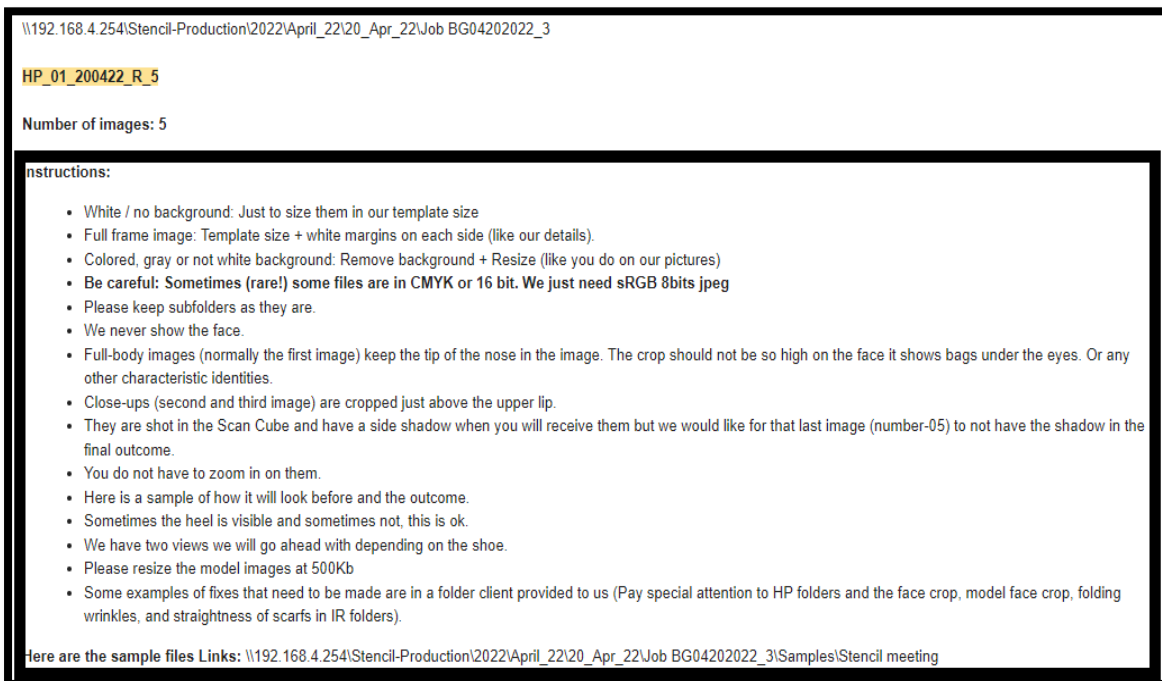 \\192.168.4.254\Stencil-Production\2022\April_22\20_Apr_22\Job BG04202022_3
HP_01_200422_R_5
Number of images: 5
nstructions:
• White / no background: Just to size them in our template size
• Full frame image: Template size + white margins on each side (like our details).
• Colored, gray or not white background: Remove background + Resize (like you do on our pictures)
• Be careful: Sometimes (rare!) some files are in CMYK or 16 bit. We just need sRGB 8bits jpeg
• Please keep subfolders as they are.
• We never show the face.
• Full-body images (normally the first image) keep the tip of the nose in the image. The crop should not be so high on the face it shows bags under the eyes. Or any
other characteristic identities.
• Close-ups (second and third image) are cropped just above the upper lip.
• They are shot in the Scan Cube and have a side shadow when you will receive them but we would like for that last image (number-05) to not have the shadow in the
final outcome.
• You do not have to zoom in on them.
• Here is a sample of how it will look before and the outcome.
• Sometimes the heel is visible and sometimes not, this is ok.
• We have two views we will go ahead with depending on the shoe.
• Please resize the model images at 500Kb
• Some examples of fixes that need to be made are in a folder client provided to us (Pay special attention to HP folders and the face crop, model face crop, folding
wrinkles, and straightness of scarfs in IR folders).
Here are the sample files Links: \\192.168.4.254\Stencil-Production\2022\April_22\20_Apr_22\Job BG04202022_3\Samples\Stencil meeting